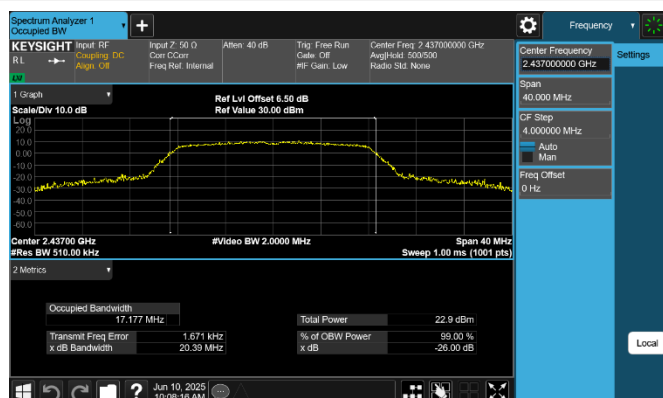 Spectrum Analyzer 1
Occupied BW
+
Frequency
KEYSIGHT
RL
Input: RF
Coupling: DC
Align: Off
Input Z: 50 Ω
Corr CCorr
Freq Ref: Internal
Atten: 40 dB
Trig: Free Run
Gate: Off
#IF Gain: Low
Center Freq: 2.437000000 GHz
Avg|Hold: 500/500
Radio Std: None
Center Frequency
2.437000000 GHz
Settings
Span
40.000 MHz
CF Step
4.000000 MHz
Auto
Man
Freq Offset
0 Hz
Local
1 Graph
Scale/Div 10.0 dB
Ref Lvl Offset 6.50 dB
Ref Value 30.00 dBm
Log
20.0
10.0
0.00
-10.0
-20.0
-30.0
-40.0
-50.0
-60.0
Center 2.43700 GHz
#Res BW 510.00 kHz
#Video BW 2.0000 MHz
Span 40 MHz
Sweep 1.00 ms (1001 pts)
2 Metrics
Occupied Bandwidth
17.177 MHz
Total Power 22.9 dBm
Transmit Freq Error 1.671 kHz
% of OBW Power 99.00 %
x dB Bandwidth 20.39 MHz
x dB -26.00 dB
?
Jun 10, 2025
10:08:16 AM